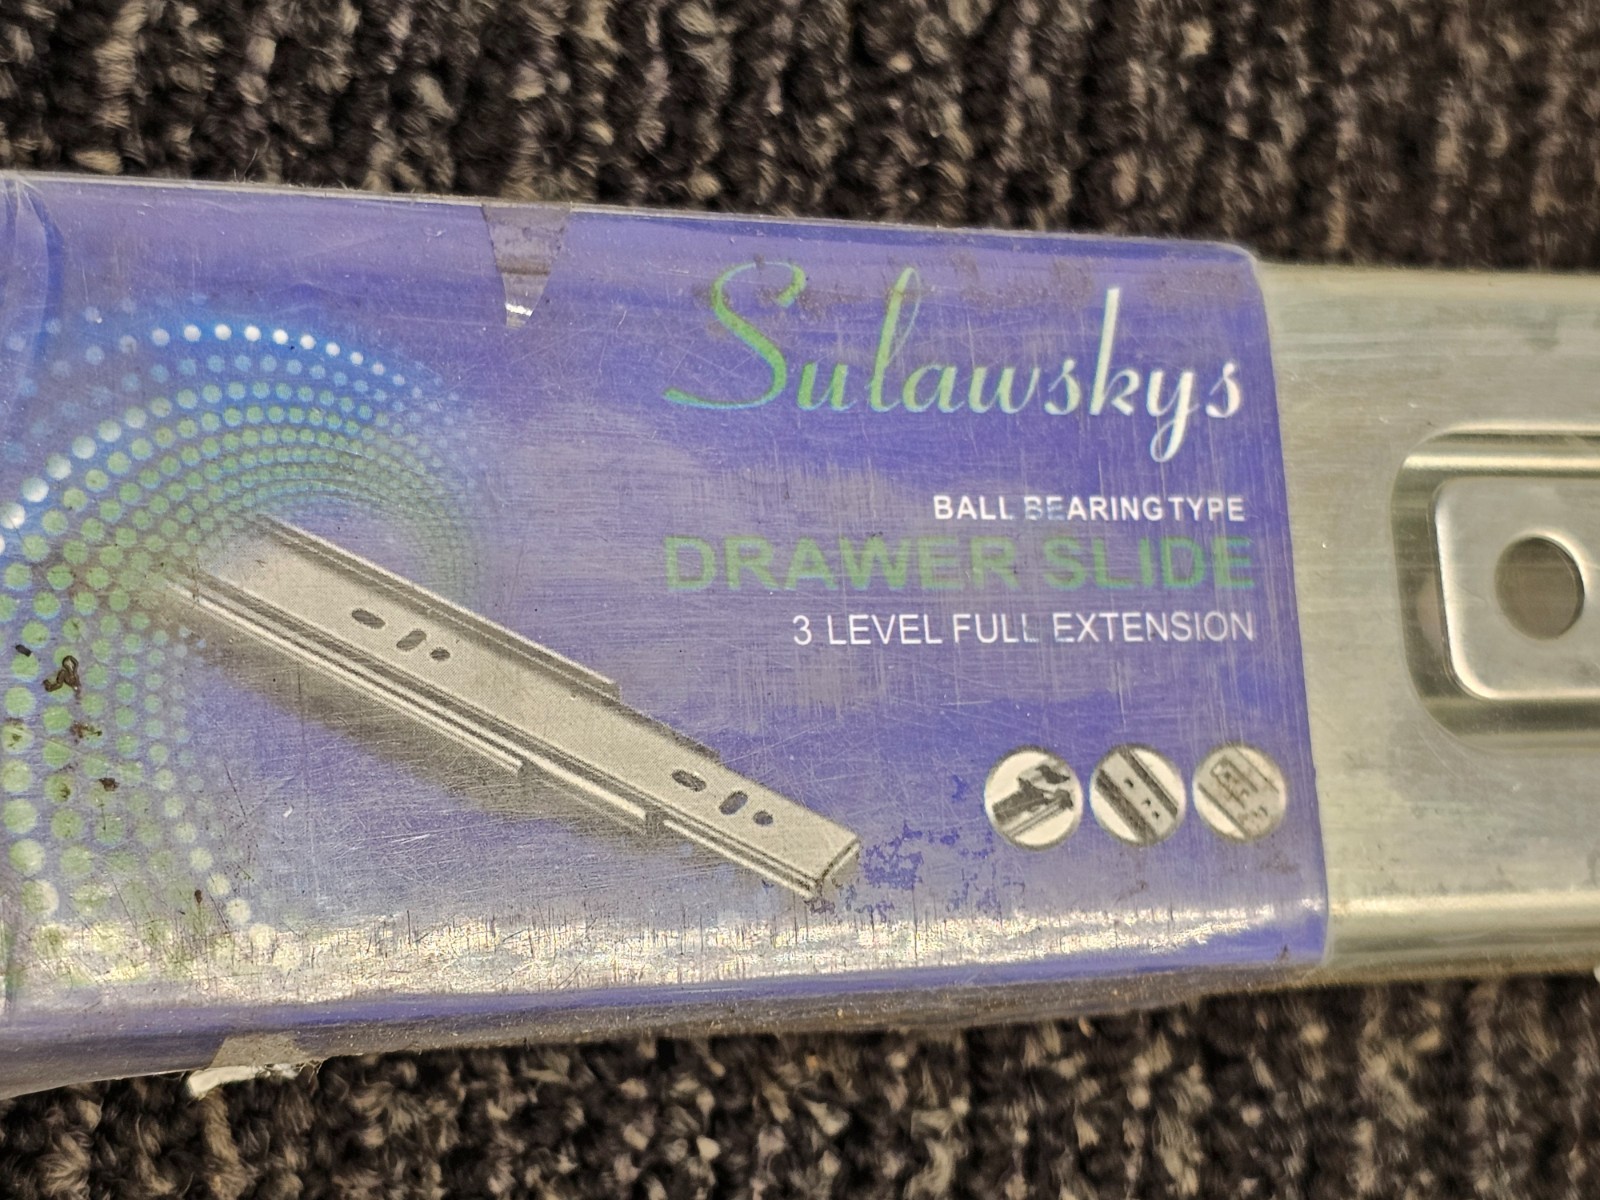 Sulawskys
BALL BEARING TYPE
DRAWER SLIDE
3 LEVEL FULL EXTENSION